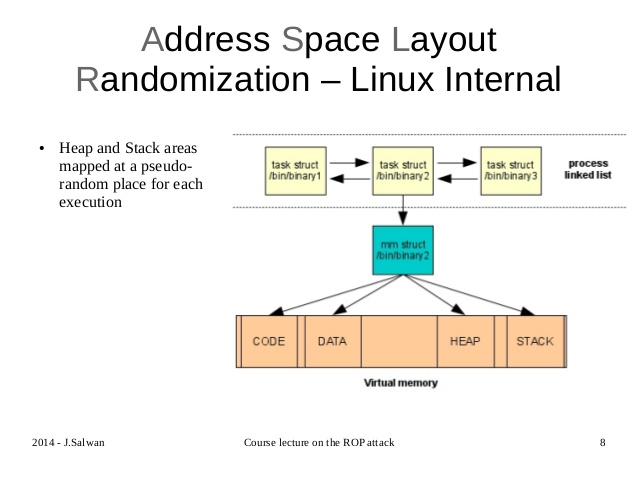 Address Space Layout
Randomization – Linux Internal
• Heap and Stack areas
mapped at a pseudo-
random place for each
execution
task struct
/bin/binary1
task struct
/bin/binary2
task struct
/bin/binary3
process
linked list
mm struct
/bin/binary2
CODE
DATA
HEAP
STACK
Virtual memory
2014 - J.Salwan
Course lecture on the ROP attack
8